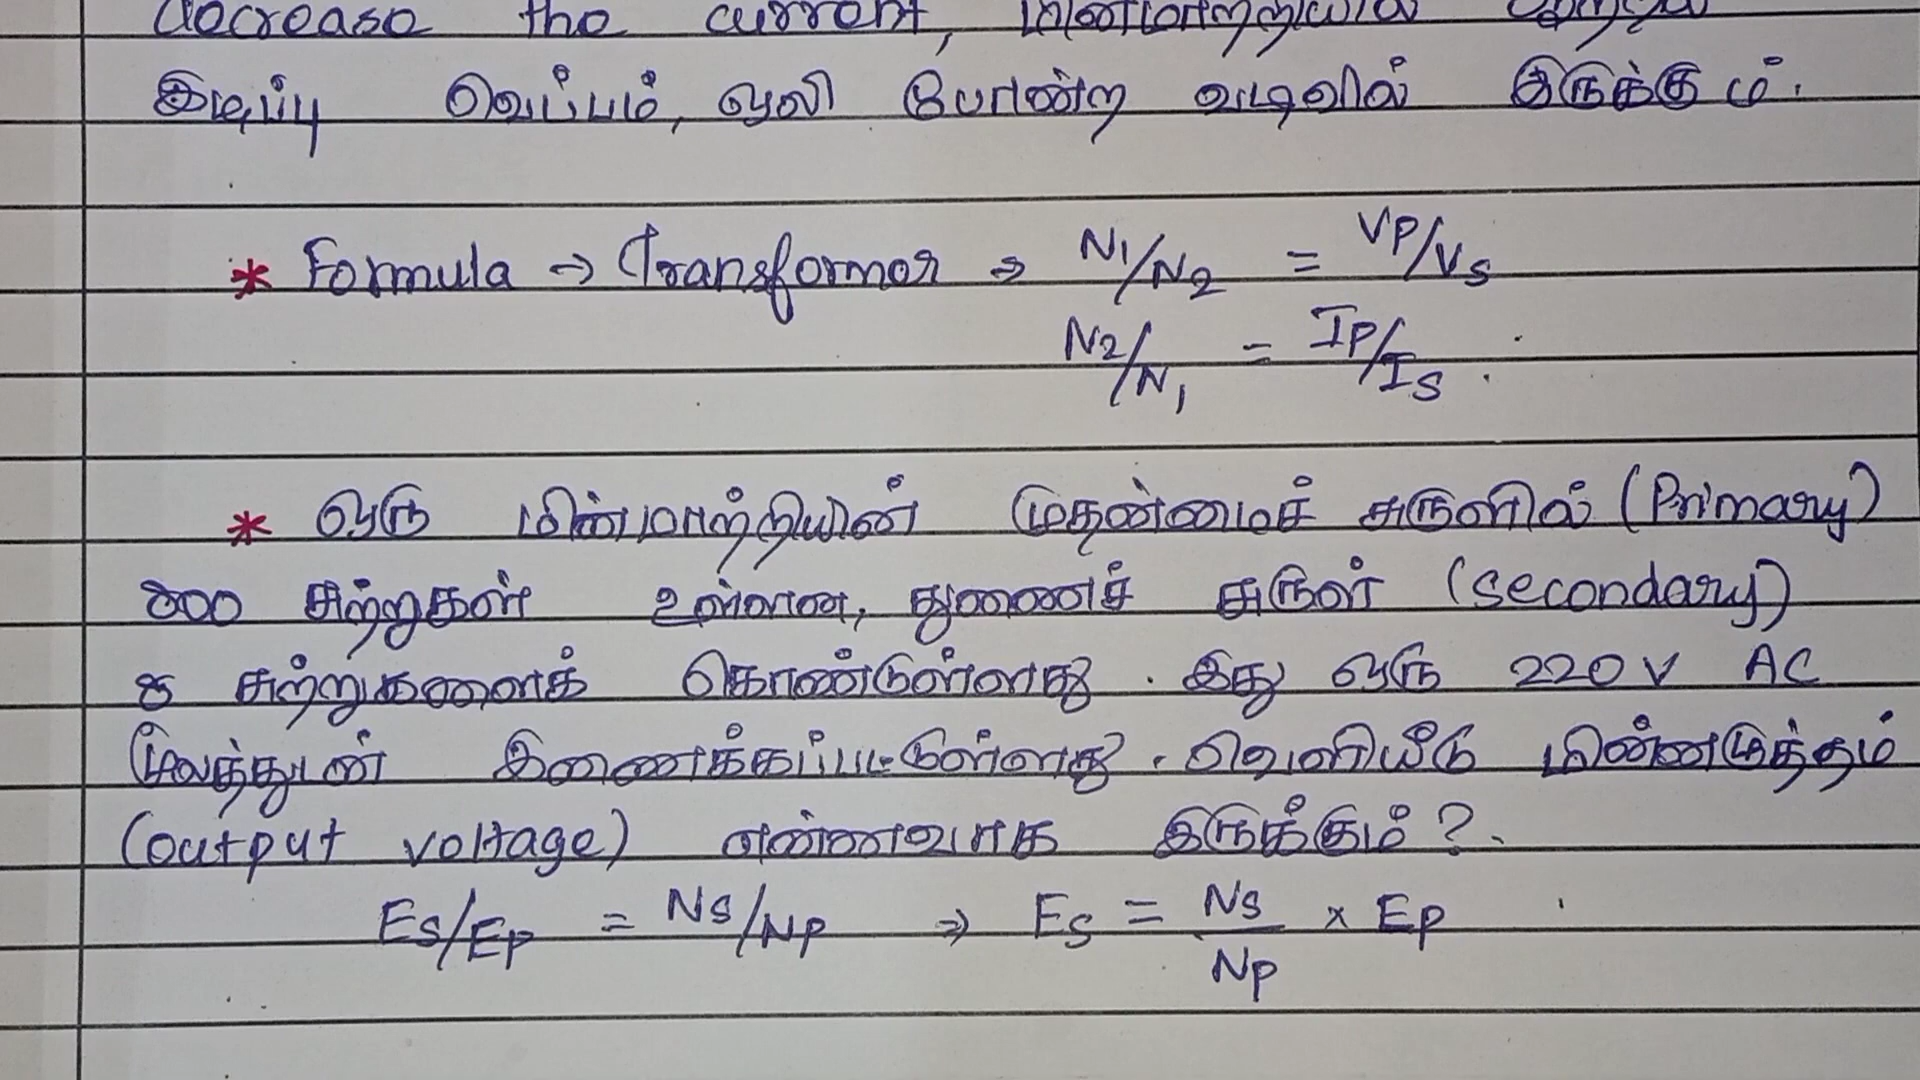 decrease the current, மின்மாற்றியில்
இழப்பு வெப்பம், ஒலி போன்ற வடிவில் இருக்கும்.
* Formula → Transformer ⇒ N1/N2 = VP/VS
N2/N1 = IP/IS.
* ஒரு மின்மாற்றியின் முதன்மைச் சுருளில் (Primary)
800 சுற்றுகள் உள்ளன, துணைச் சுருள் (secondary)
8 சுற்றுகளைக் கொண்டுள்ளது. இது ஒரு 220V AC
மூலத்துடன் இணைக்கப்பட்டுள்ளது. வெளியீடு மின்னழுத்தம்
(output voltage) என்னவாக இருக்கும்?.
ES/EP = NS/NP ⇒ ES = NS/NP × EP